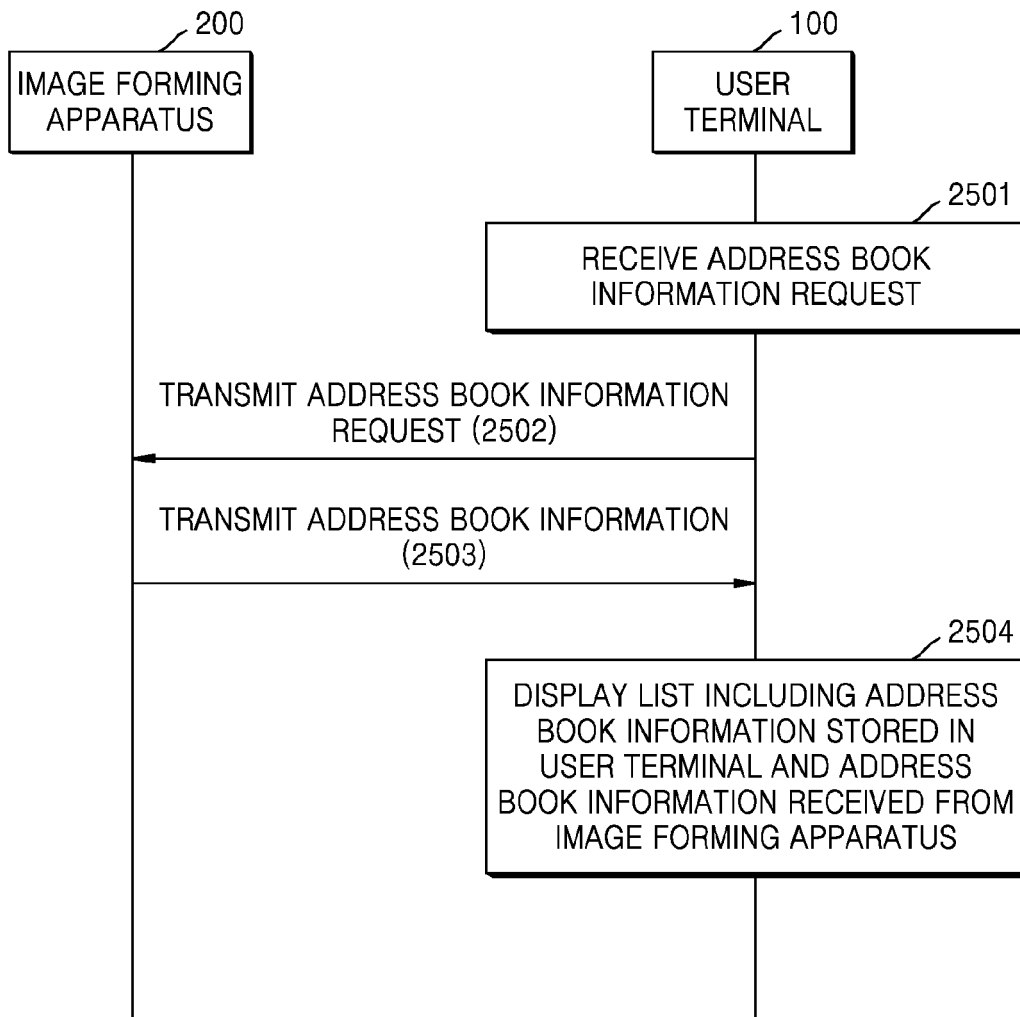 200
100
IMAGE FORMING
APPARATUS
USER
TERMINAL
2501
RECEIVE ADDRESS BOOK
INFORMATION REQUEST
TRANSMIT ADDRESS BOOK INFORMATION
REQUEST (2502)
TRANSMIT ADDRESS BOOK INFORMATION
(2503)
2504
DISPLAY LIST INCLUDING ADDRESS
BOOK INFORMATION STORED IN
USER TERMINAL AND ADDRESS
BOOK INFORMATION RECEIVED FROM
IMAGE FORMING APPARATUS